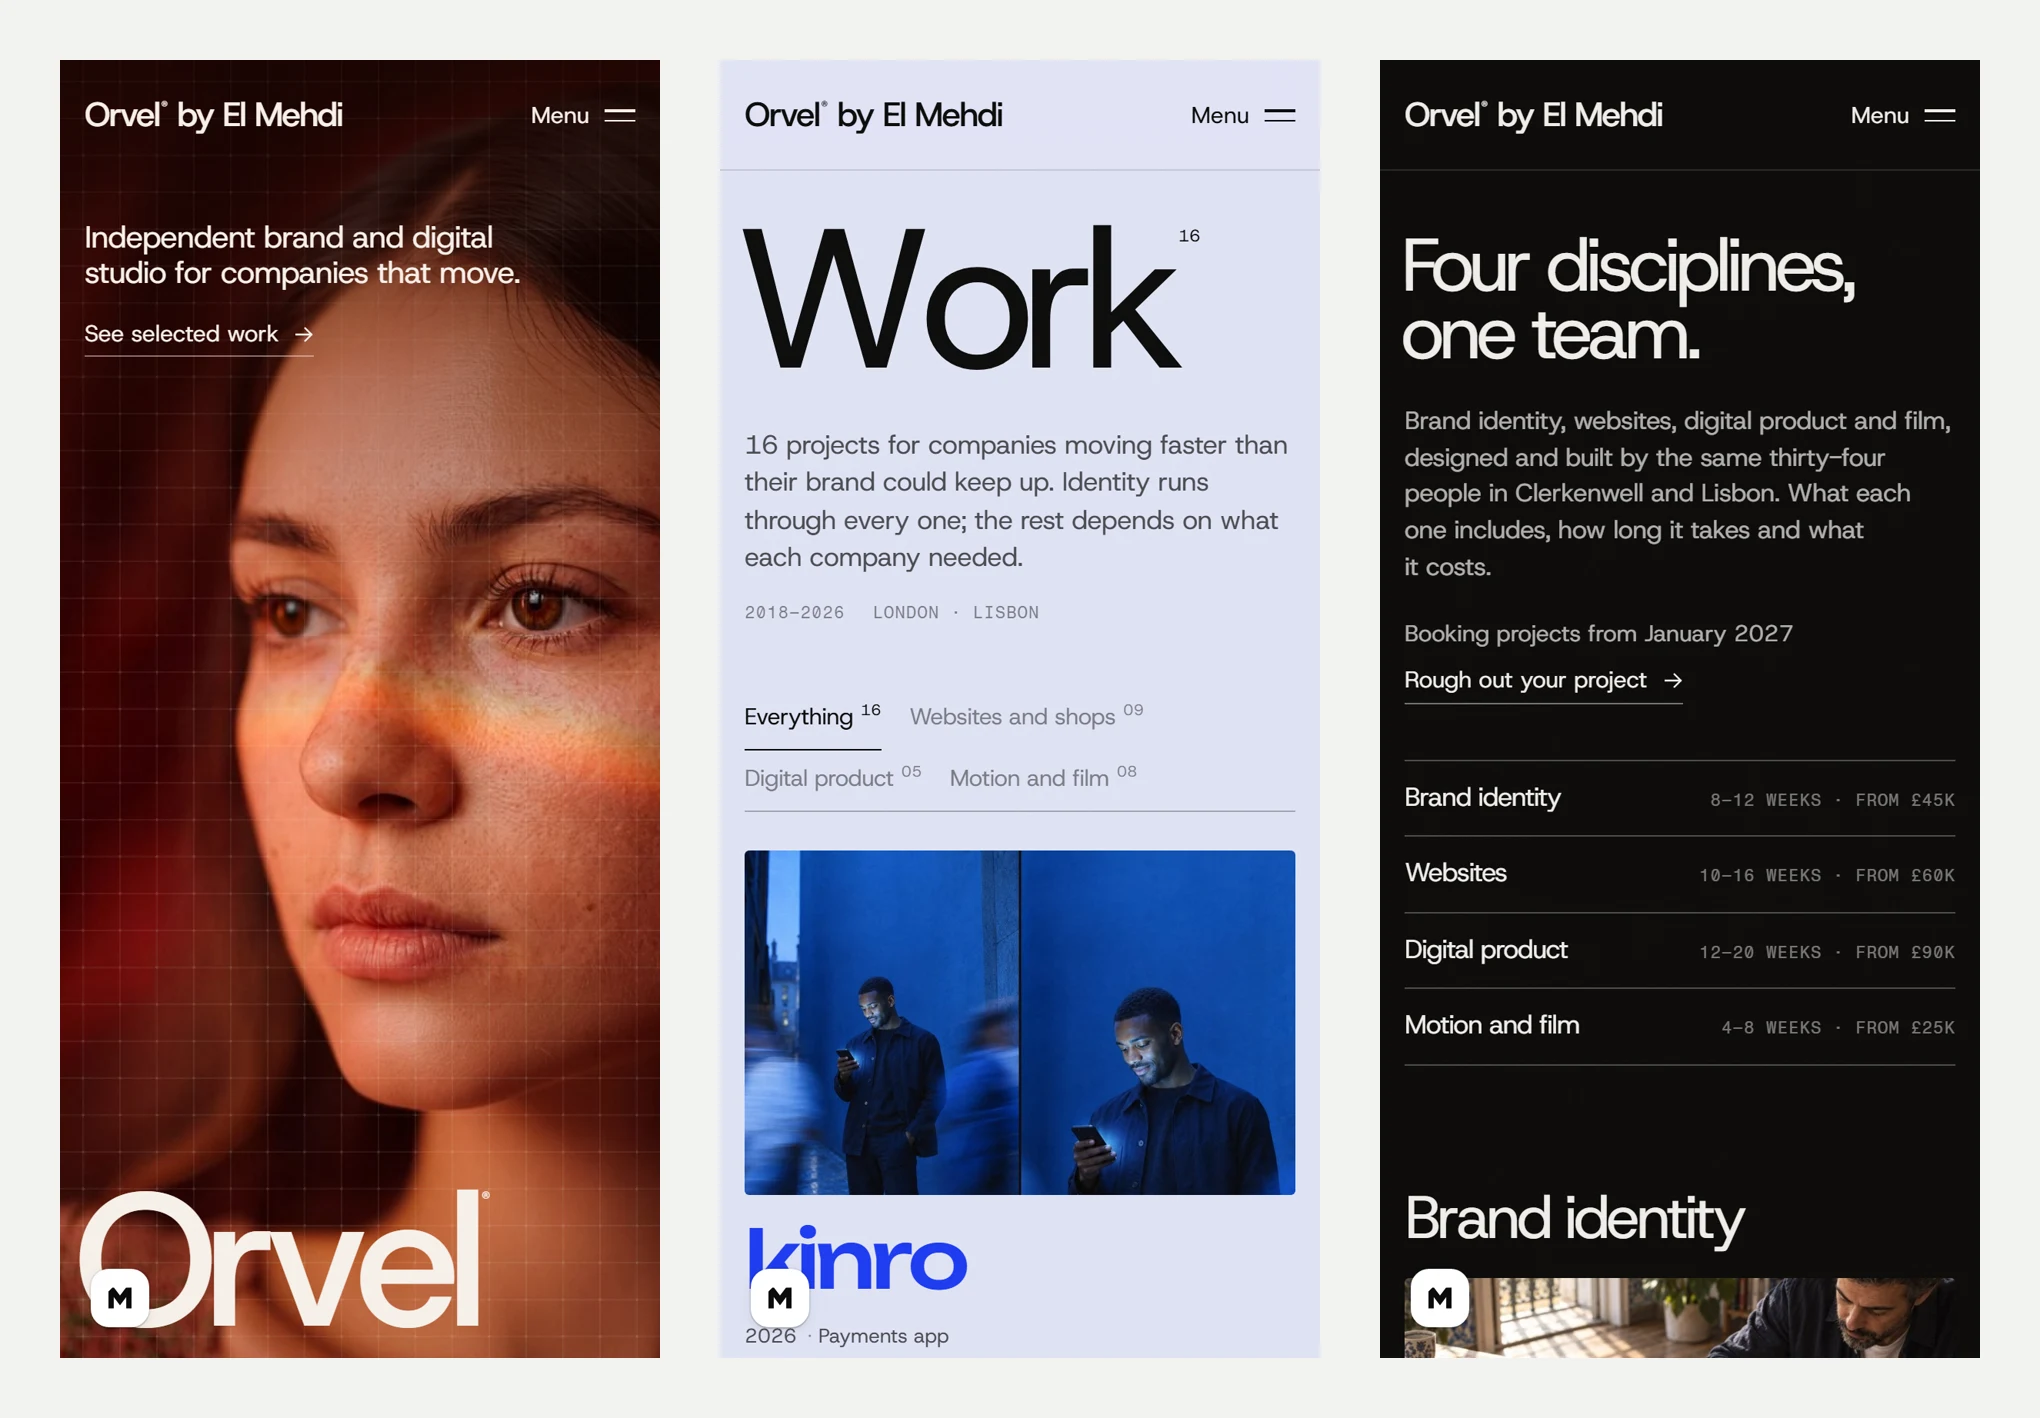 Orvel® by El Mehdi
Menu
Independent brand and digital
studio for companies that move.
See selected work →
Orvel®
M
Orvel® by El Mehdi
Menu
Work 16
16 projects for companies moving faster than
their brand could keep up. Identity runs
through every one; the rest depends on what
each company needed.
2018–2026 LONDON · LISBON
Everything 16 Websites and shops 09
Digital product 05 Motion and film 08
kinro
M
2026 · Payments app
Orvel® by El Mehdi
Menu
Four disciplines,
one team.
Brand identity, websites, digital product and film,
designed and built by the same thirty-four
people in Clerkenwell and Lisbon. What each
one includes, how long it takes and what
it costs.
Booking projects from January 2027
Rough out your project →
Brand identity 8–12 WEEKS · FROM £45K
Websites 10–16 WEEKS · FROM £60K
Digital product 12–20 WEEKS · FROM £90K
Motion and film 4–8 WEEKS · FROM £25K
Brand identity
M